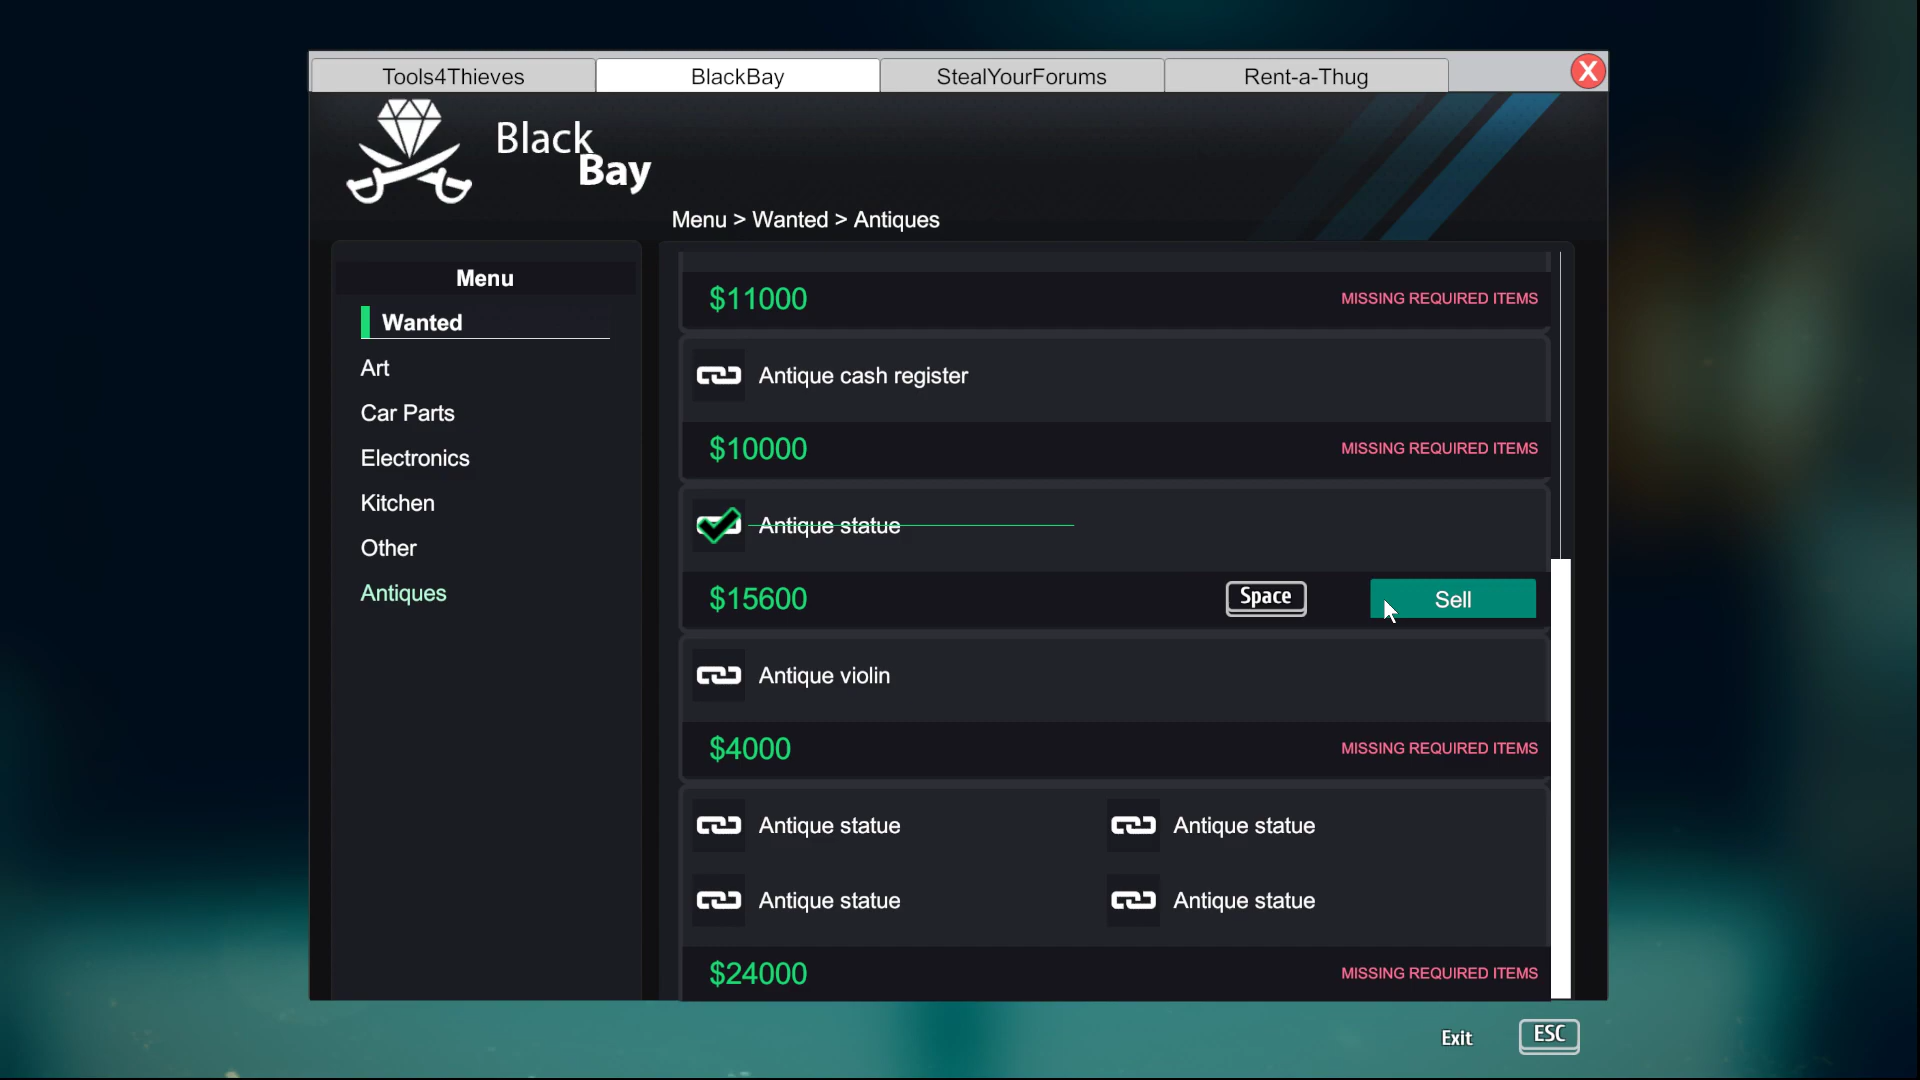 Tools4Thieves
BlackBay
StealYourForums
Rent-a-Thug
X
Black
Bay
Menu > Wanted > Antiques
Menu
Wanted
Art
Car Parts
Electronics
Kitchen
Other
Antiques
$11000
MISSING REQUIRED ITEMS
Antique cash register
$10000
MISSING REQUIRED ITEMS
Antique statue
$15600
Space
Sell
Antique violin
$4000
MISSING REQUIRED ITEMS
Antique statue
Antique statue
Antique statue
Antique statue
$24000
MISSING REQUIRED ITEMS
Exit
ESC